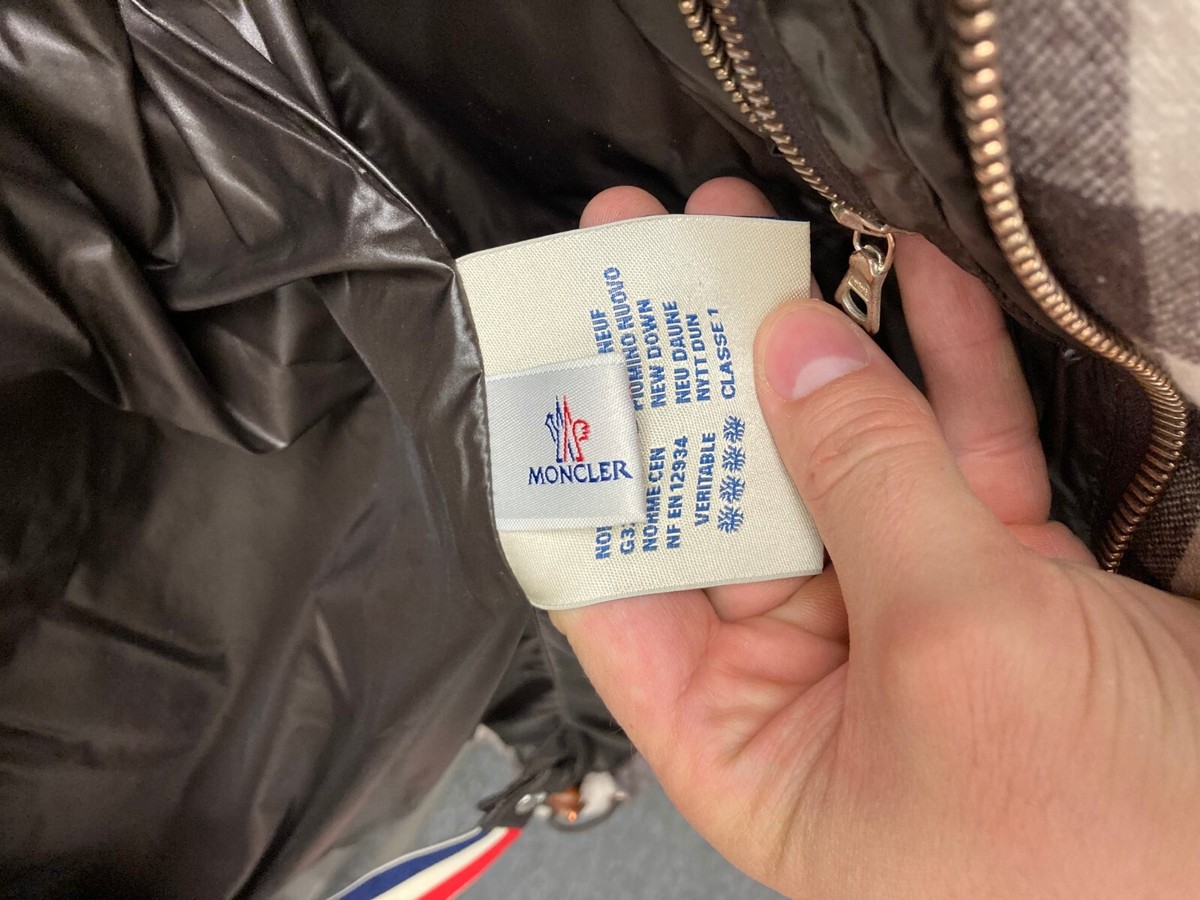 MONCLER
NEUF
PIUMINO NUOVO
NEW DOWN
NEU DAUNE
NYTT DUN
CLASSE 1
NORME CEN
NF EN 12934
VERITABLE